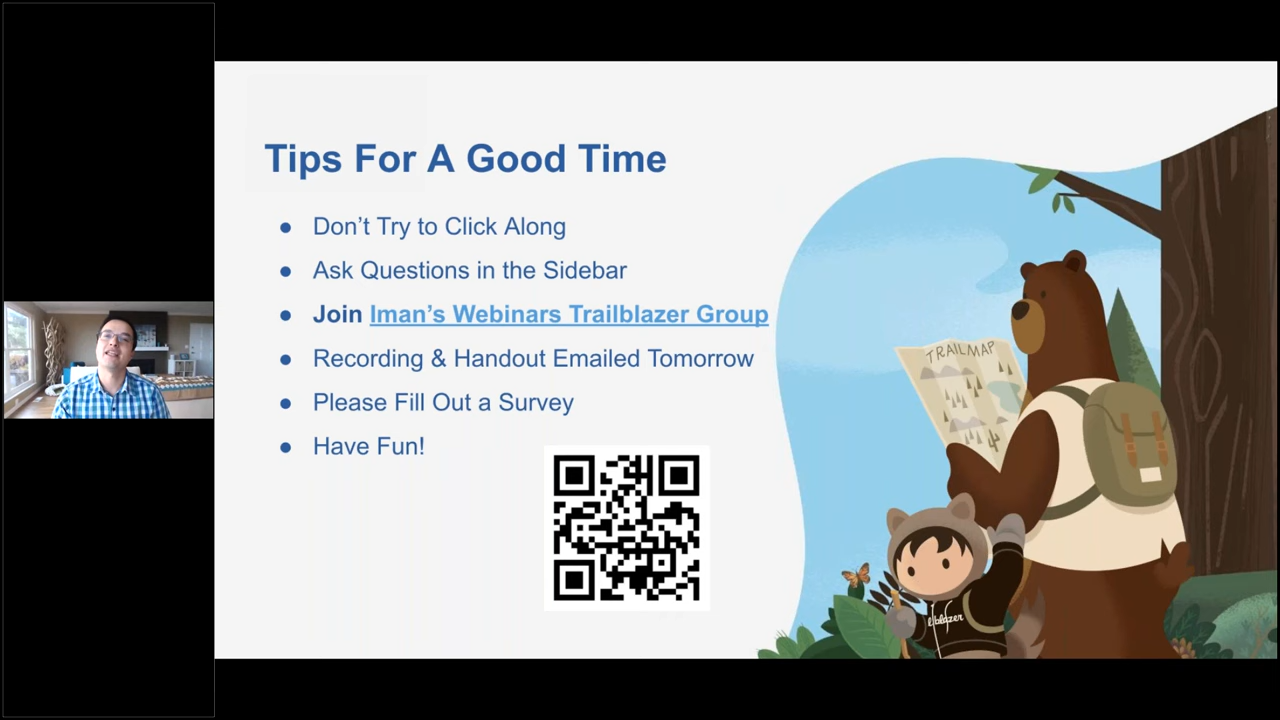 Tips For A Good Time
● Don’t Try to Click Along
● Ask Questions in the Sidebar
● Join Iman’s Webinars Trailblazer Group
● Recording & Handout Emailed Tomorrow
● Please Fill Out a Survey
● Have Fun!
TRAILMAP